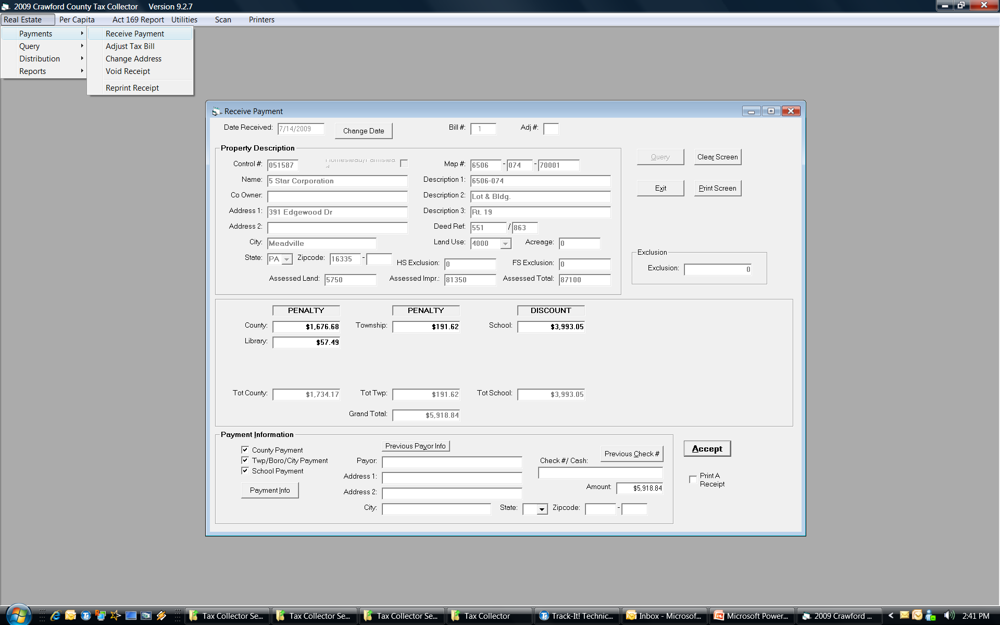 2009 Crawford County Tax Collector Version 9.2.7
Real Estate Per Capita Act 169 Report Utilities Scan Printers
Payments Receive Payment
Query Adjust Tax Bill
Distribution Change Address
Reports Void Receipt
Reprint Receipt
Receive Payment
Date Received: 7/14/2009 Change Date Bill #: 1 Adj #:
Property Description
Control #: 051587 Map #: 6506 - 074 - 70001 Query Clear Screen
Name: 5 Star Corporation Description 1: 6506-074
Co Owner: Description 2: Lot & Bldg. Exit Print Screen
Address 1: 391 Edgewood Dr Description 3: Rt. 19
Address 2: Deed Ref: 551 / 863
City: Meadville Land Use: 4000 Acreage: 0
State: PA Zipcode: 16335 - HS Exclusion: 0 FS Exclusion: 0
Exclusion
Exclusion: 0
Assessed Land: 5750 Assessed Impr.: 81350 Assessed Total: 87100
PENALTY PENALTY DISCOUNT
County: $1,676.68 Township: $191.62 School: $3,993.05
Library: $57.49
Tot County: $1,734.17 Tot Twp: $191.62 Tot School: $3,993.05
Grand Total: $5,918.84
Payment Information
County Payment Previous Payor Info Accept
Twp/Boro/City Payment Payor: Check #/ Cash: Previous Check #
School Payment Address 1: Print A Receipt
Payment Info Address 2: Amount: $5,918.84
City: State: Zipcode: -
Tax Collector Se... Tax Collector Se... Tax Collector Se... Tax Collector Track-It! Technic... Inbox - Microsof... Microsoft Power... 2009 Crawford ... < 2:41 PM